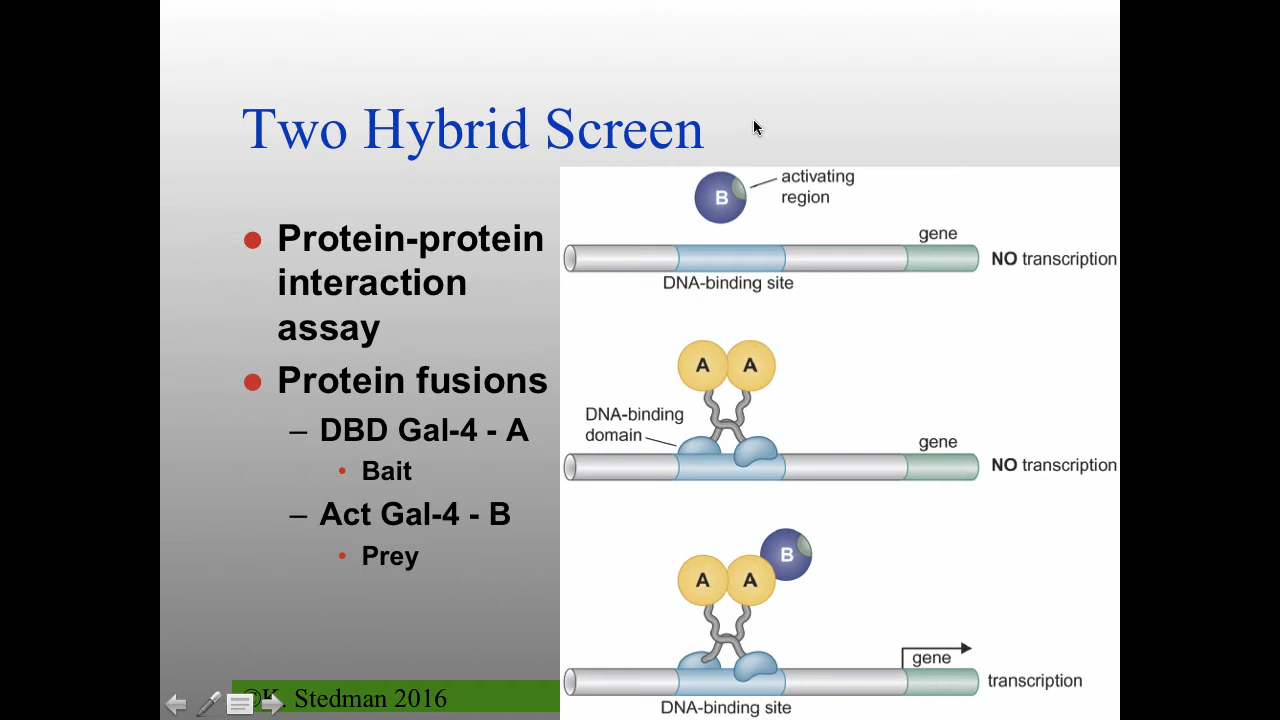 Two Hybrid Screen
● Protein-protein
interaction
assay
● Protein fusions
– DBD Gal-4 - A
• Bait
– Act Gal-4 - B
• Prey
©K. Stedman 2016
B
activating
region
gene
NO transcription
DNA-binding site
A A
DNA-binding
domain
gene
NO transcription
B
A A
gene
transcription
DNA-binding site